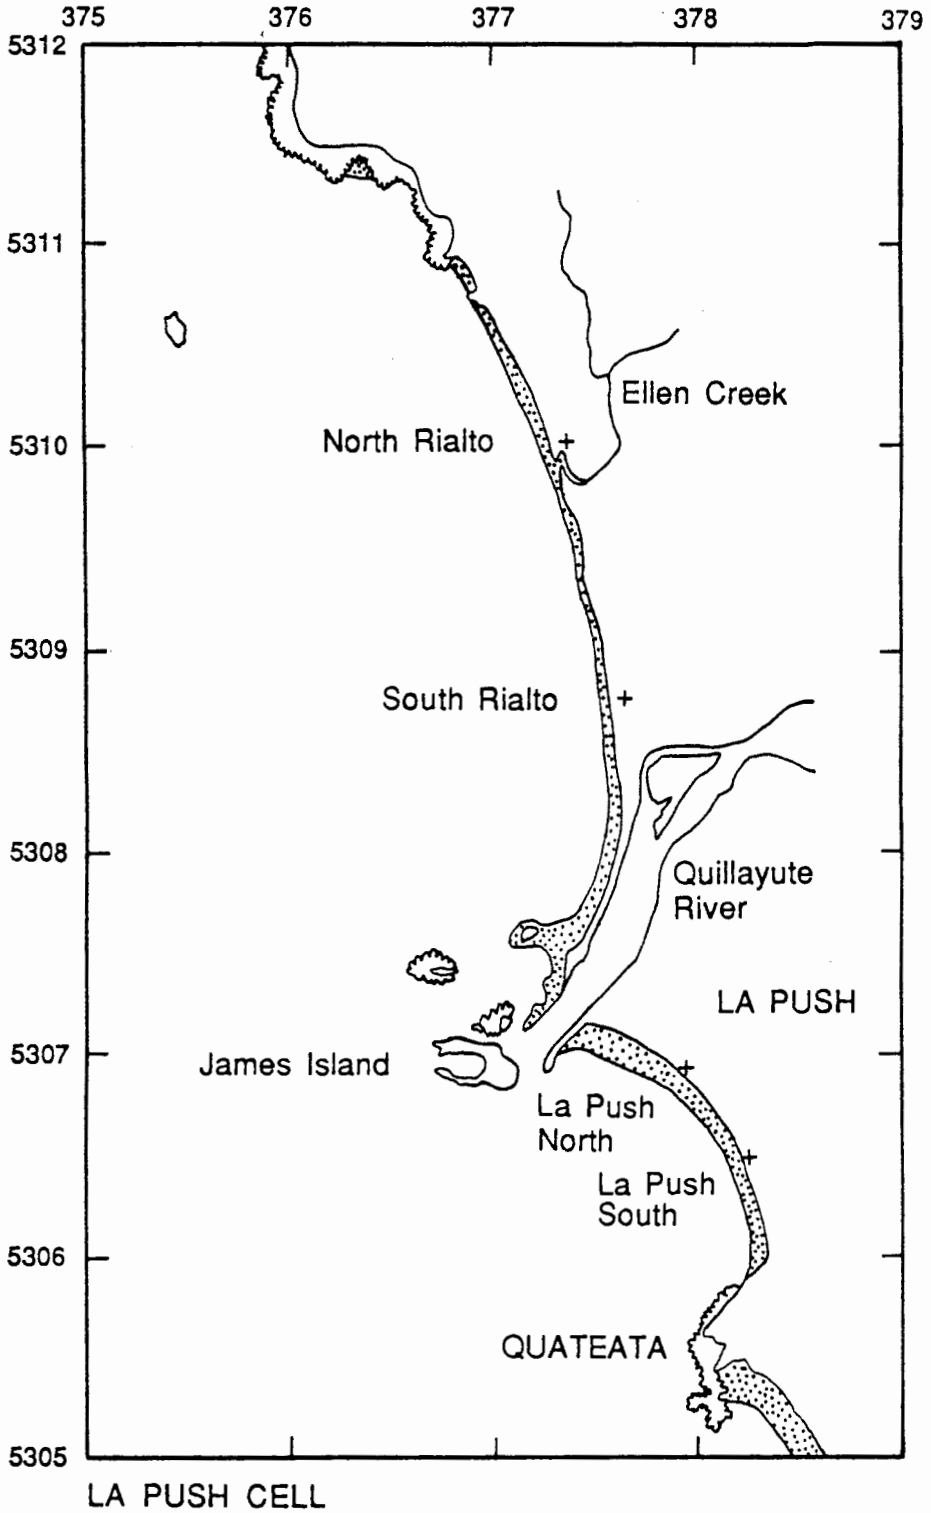 375 376 377 378 379
5312
5311
Ellen Creek
North Rialto
5310
5309
South Rialto
5308
Quillayute
River
LA PUSH
5307
James Island
La Push
North
La Push
South
5306
QUATEATA
5305
LA PUSH CELL